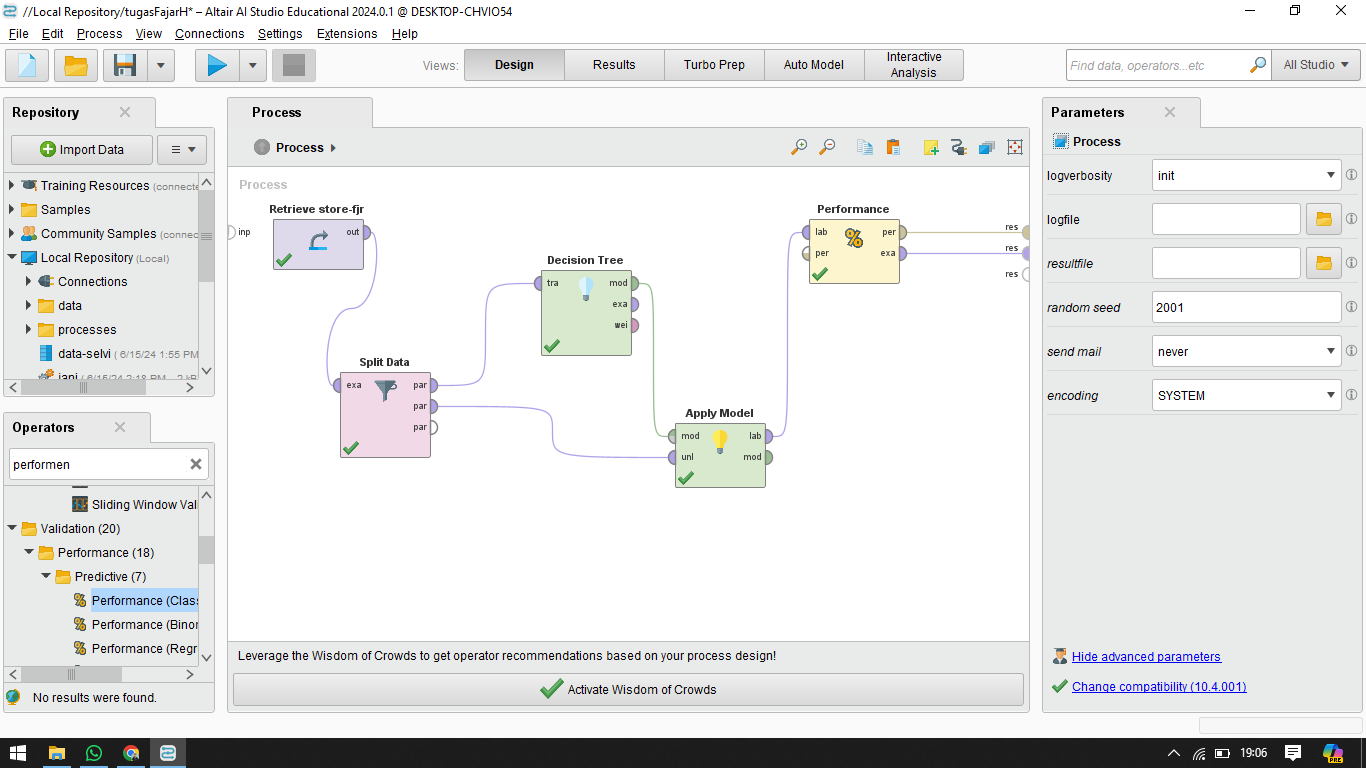 //Local Repository/tugasFajarH* – Altair AI Studio Educational 2024.0.1 @ DESKTOP-CHVIO54
File Edit Process View Connections Settings Extensions Help
Views: Design Results Turbo Prep Auto Model Interactive Analysis
Find data, operators...etc
All Studio
Repository
Import Data
Training Resources (connecte
Samples
Community Samples (connec
Local Repository (Local)
Connections
data
processes
data-selvi ( 6/15/24 1:55 PM
Operators
performen
Sliding Window Val
Validation (20)
Performance (18)
Predictive (7)
Performance (Clas
Performance (Binor
Performance (Regr
No results were found.
Process
Process
Process
inp
Retrieve store-fjr
out
Split Data
exa par
par
par
Decision Tree
tra mod
exa
wei
Apply Model
mod lab
unl mod
Performance
lab per
per exa
res
res
res
Leverage the Wisdom of Crowds to get operator recommendations based on your process design!
Activate Wisdom of Crowds
Parameters
Process
logverbosity init
logfile
resultfile
random seed 2001
send mail never
encoding SYSTEM
Hide advanced parameters
Change compatibility (10.4.001)
19:06
PRE